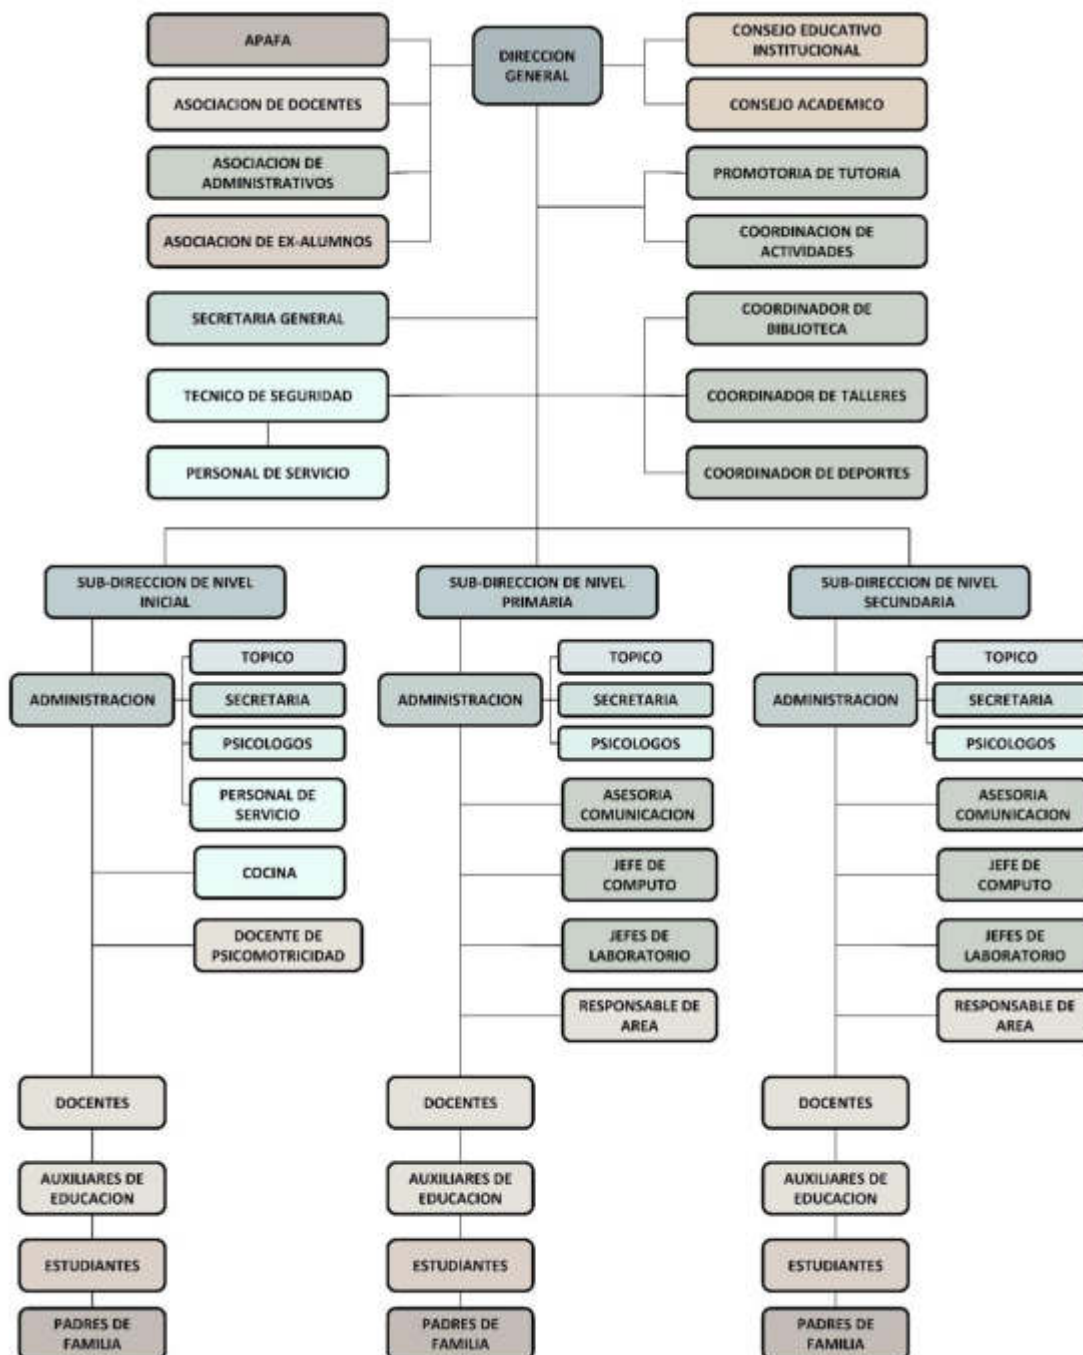 APAFA
DIRECCION
GENERAL
CONSEJO EDUCATIVO
INSTITUCIONAL
ASOCIACION DE DOCENTES
CONSEJO ACADEMICO
ASOCIACION DE
ADMINISTRATIVOS
PROMOTORIA DE TUTORIA
ASOCIACION DE EX-ALUMNOS
COORDINACION DE
ACTIVIDADES
SECRETARIA GENERAL
COORDINADOR DE
BIBLIOTECA
TECNICO DE SEGURIDAD
COORDINADOR DE TALLERES
PERSONAL DE SERVICIO
COORDINADOR DE DEPORTES
SUB-DIRECCION DE NIVEL
INICIAL
SUB-DIRECCION DE NIVEL
PRIMARIA
SUB-DIRECCION DE NIVEL
SECUNDARIA
ADMINISTRACION
TOPICO
SECRETARIA
PSICOLOGOS
PERSONAL DE
SERVICIO
COCINA
DOCENTE DE
PSICOMOTRICIDAD
DOCENTES
AUXILIARES DE
EDUCACION
ESTUDIANTES
PADRES DE
FAMILIA
ADMINISTRACION
TOPICO
SECRETARIA
PSICOLOGOS
ASESORIA
COMUNICACION
JEFE DE
COMPUTO
JEFES DE
LABORATORIO
RESPONSABLE DE
AREA
DOCENTES
AUXILIARES DE
EDUCACION
ESTUDIANTES
PADRES DE
FAMILIA
ADMINISTRACION
TOPICO
SECRETARIA
PSICOLOGOS
ASESORIA
COMUNICACION
JEFE DE
COMPUTO
JEFES DE
LABORATORIO
RESPONSABLE DE
AREA
DOCENTES
AUXILIARES DE
EDUCACION
ESTUDIANTES
PADRES DE
FAMILIA